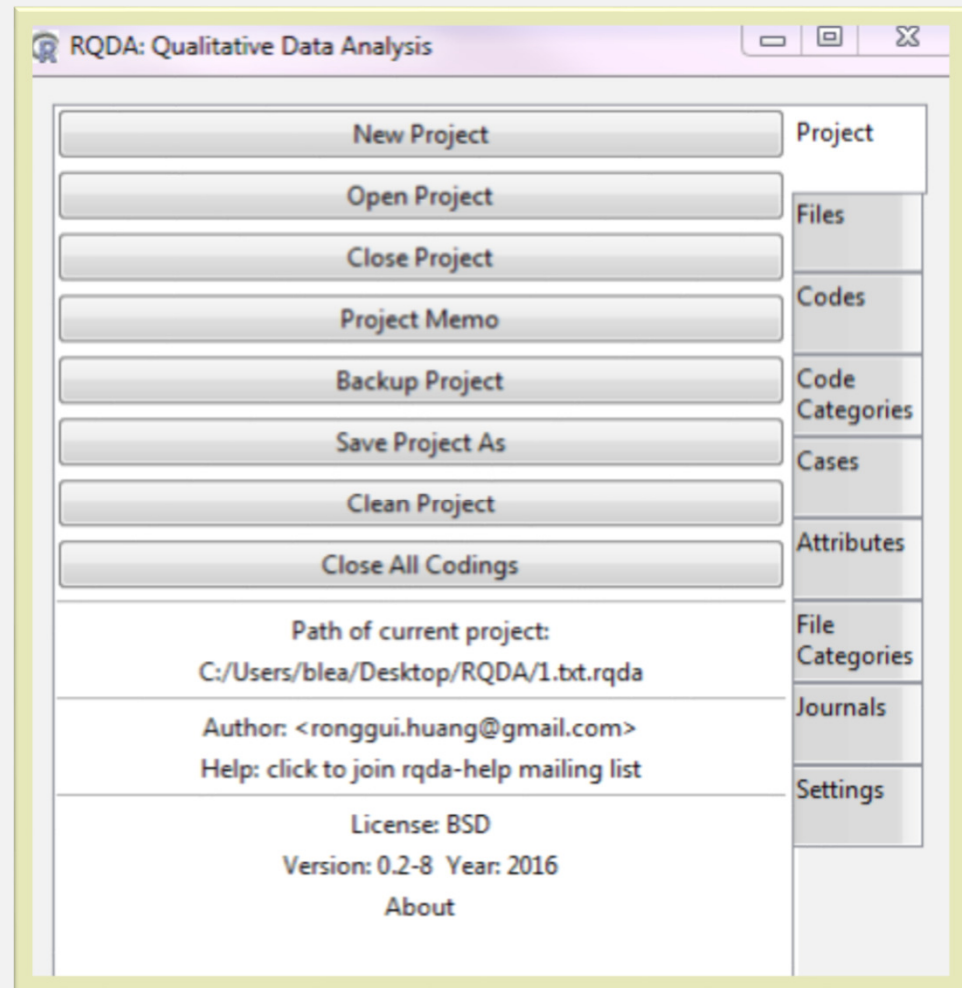 RQDA: Qualitative Data Analysis
New Project
Open Project
Close Project
Project Memo
Backup Project
Save Project As
Clean Project
Close All Codings
Path of current project:
C:/Users/blea/Desktop/RQDA/1.txt.rqda
Author: <ronggui.huang@gmail.com>
Help: click to join rqda-help mailing list
License: BSD
Version: 0.2-8  Year: 2016
About
Project
Files
Codes
Code
Categories
Cases
Attributes
File
Categories
Journals
Settings